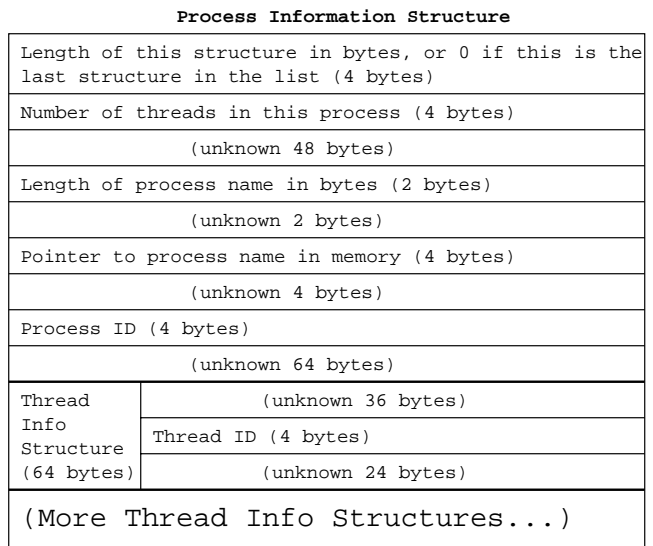 Process Information Structure
Length of this structure in bytes, or 0 if this is the
last structure in the list (4 bytes)
Number of threads in this process (4 bytes)
(unknown 48 bytes)
Length of process name in bytes (2 bytes)
(unknown 2 bytes)
Pointer to process name in memory (4 bytes)
(unknown 4 bytes)
Process ID (4 bytes)
(unknown 64 bytes)
Thread
Info
Structure
(64 bytes)
(unknown 36 bytes)
Thread ID (4 bytes)
(unknown 24 bytes)
(More Thread Info Structures...)